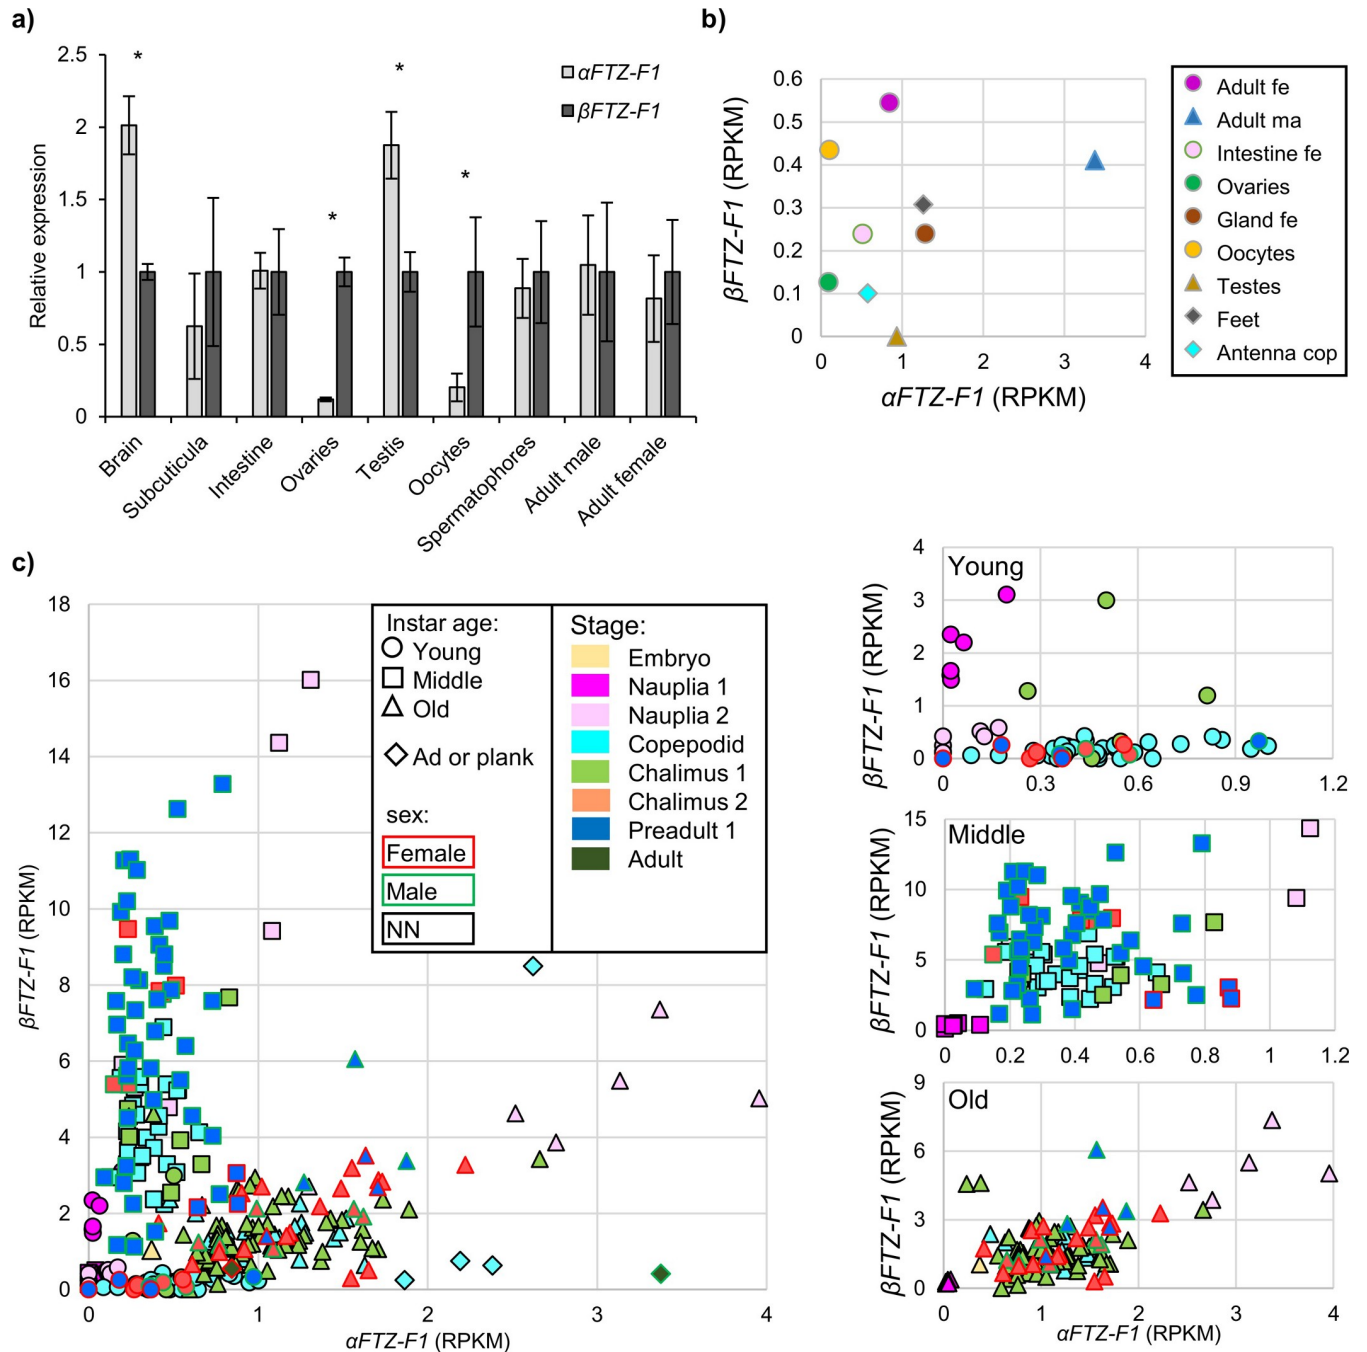 a)
2.5
2
1.5
1
0.5
0
Relative expression
*
*
*
*
αFTZ-F1
βFTZ-F1
Brain
Subcuticula
Intestine
Ovaries
Testis
Oocytes
Spermatophores
Adult male
Adult female
b)
0.6
0.5
0.4
0.3
0.2
0.1
0
βFTZ-F1 (RPKM)
0 1 2 3 4
αFTZ-F1 (RPKM)
Adult fe
Adult ma
Intestine fe
Ovaries
Gland fe
Oocytes
Testes
Feet
Antenna cop
c)
18
16
14
12
10
8
6
4
2
0
βFTZ-F1 (RPKM)
0 1 2 3 4
αFTZ-F1 (RPKM)
Instar age:
Young
Middle
Old
Ad or plank
sex:
Female
Male
NN
Stage:
Embryo
Nauplia 1
Nauplia 2
Copepodid
Chalimus 1
Chalimus 2
Preadult 1
Adult
Young
4
3
2
1
0
βFTZ-F1 (RPKM)
0 0.3 0.6 0.9 1.2
Middle
15
10
5
0
βFTZ-F1 (RPKM)
0 0.2 0.4 0.6 0.8 1 1.2
Old
9
6
3
0
βFTZ-F1 (RPKM)
0 1 2 3 4
αFTZ-F1 (RPKM)